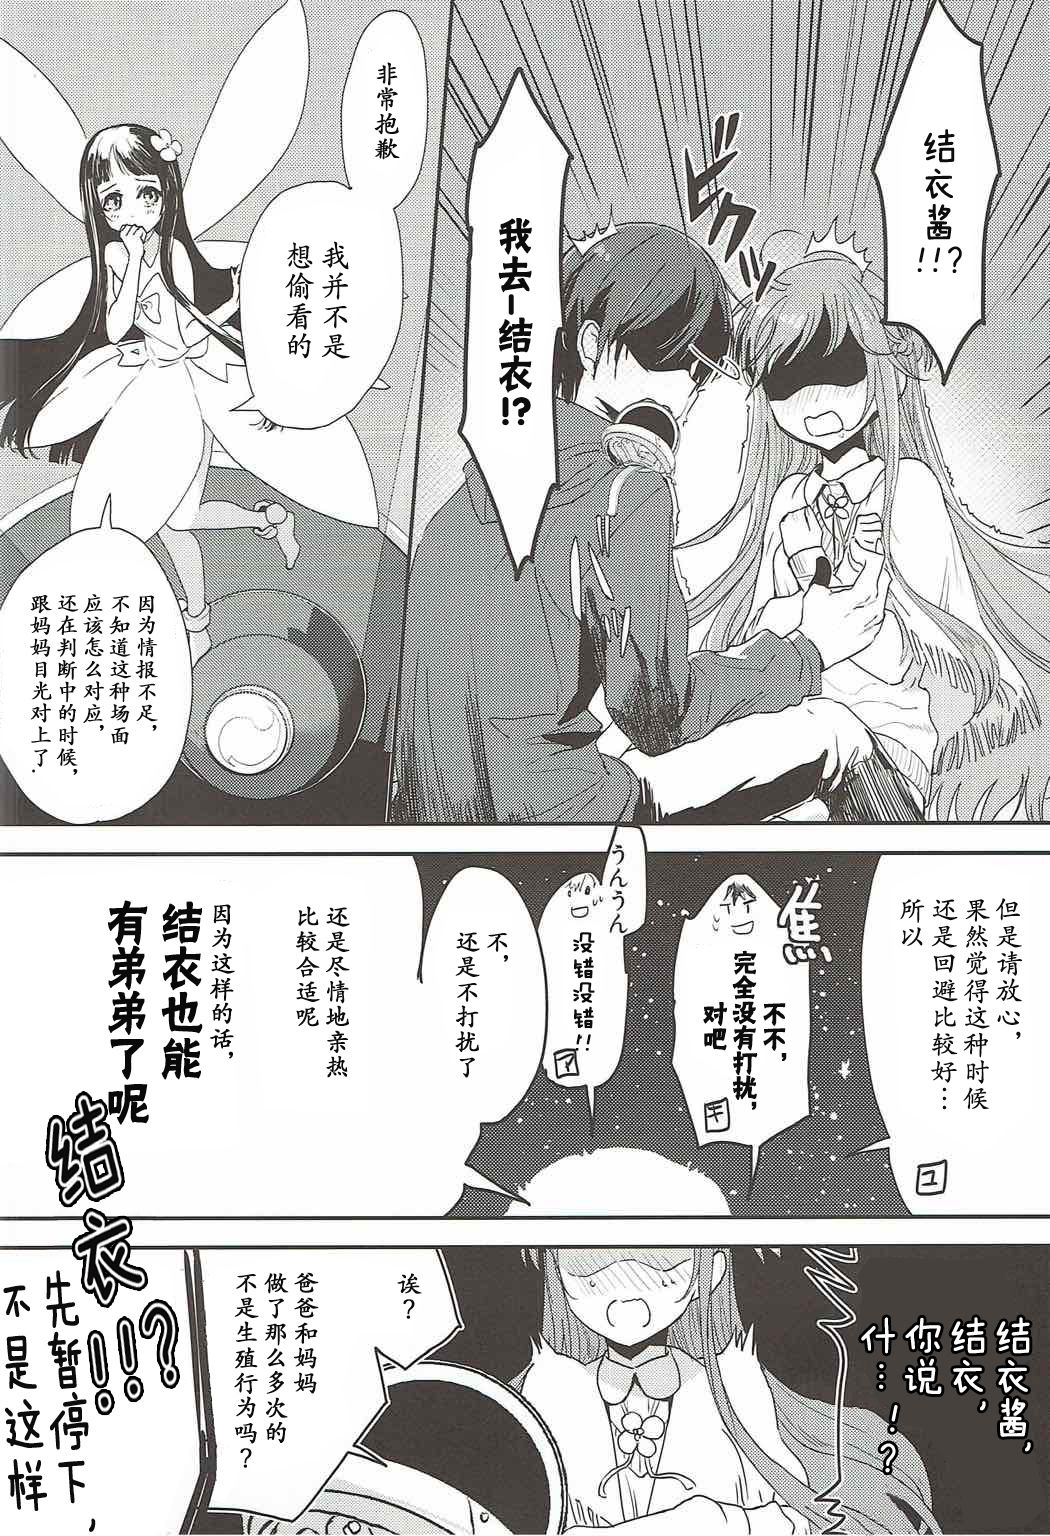 结衣酱
!!?
我去-结衣!?
ビクッ
非常抱歉
我并不是
想偷看的
因为情报不足,
不知道这种场面
应该怎么对应,
还在判断中的时候,
跟妈妈目光对上了.
但是请放心,
果然觉得这种时候
还是回避比较好…
所以
ユ
焦
不不,
完全没有打扰,
对吧
キ
うんうん
没错没错!!
ア
不,
还是不打扰了
还是尽情地亲热
比较合适呢
因为这样的话,
结衣也能
有弟弟了呢
结衣酱,
结衣,
你说
什…!?
诶?
爸爸和妈妈
做了那么多次的
不是生殖行为吗?
结衣!!!?
先暂停下,
不是这样